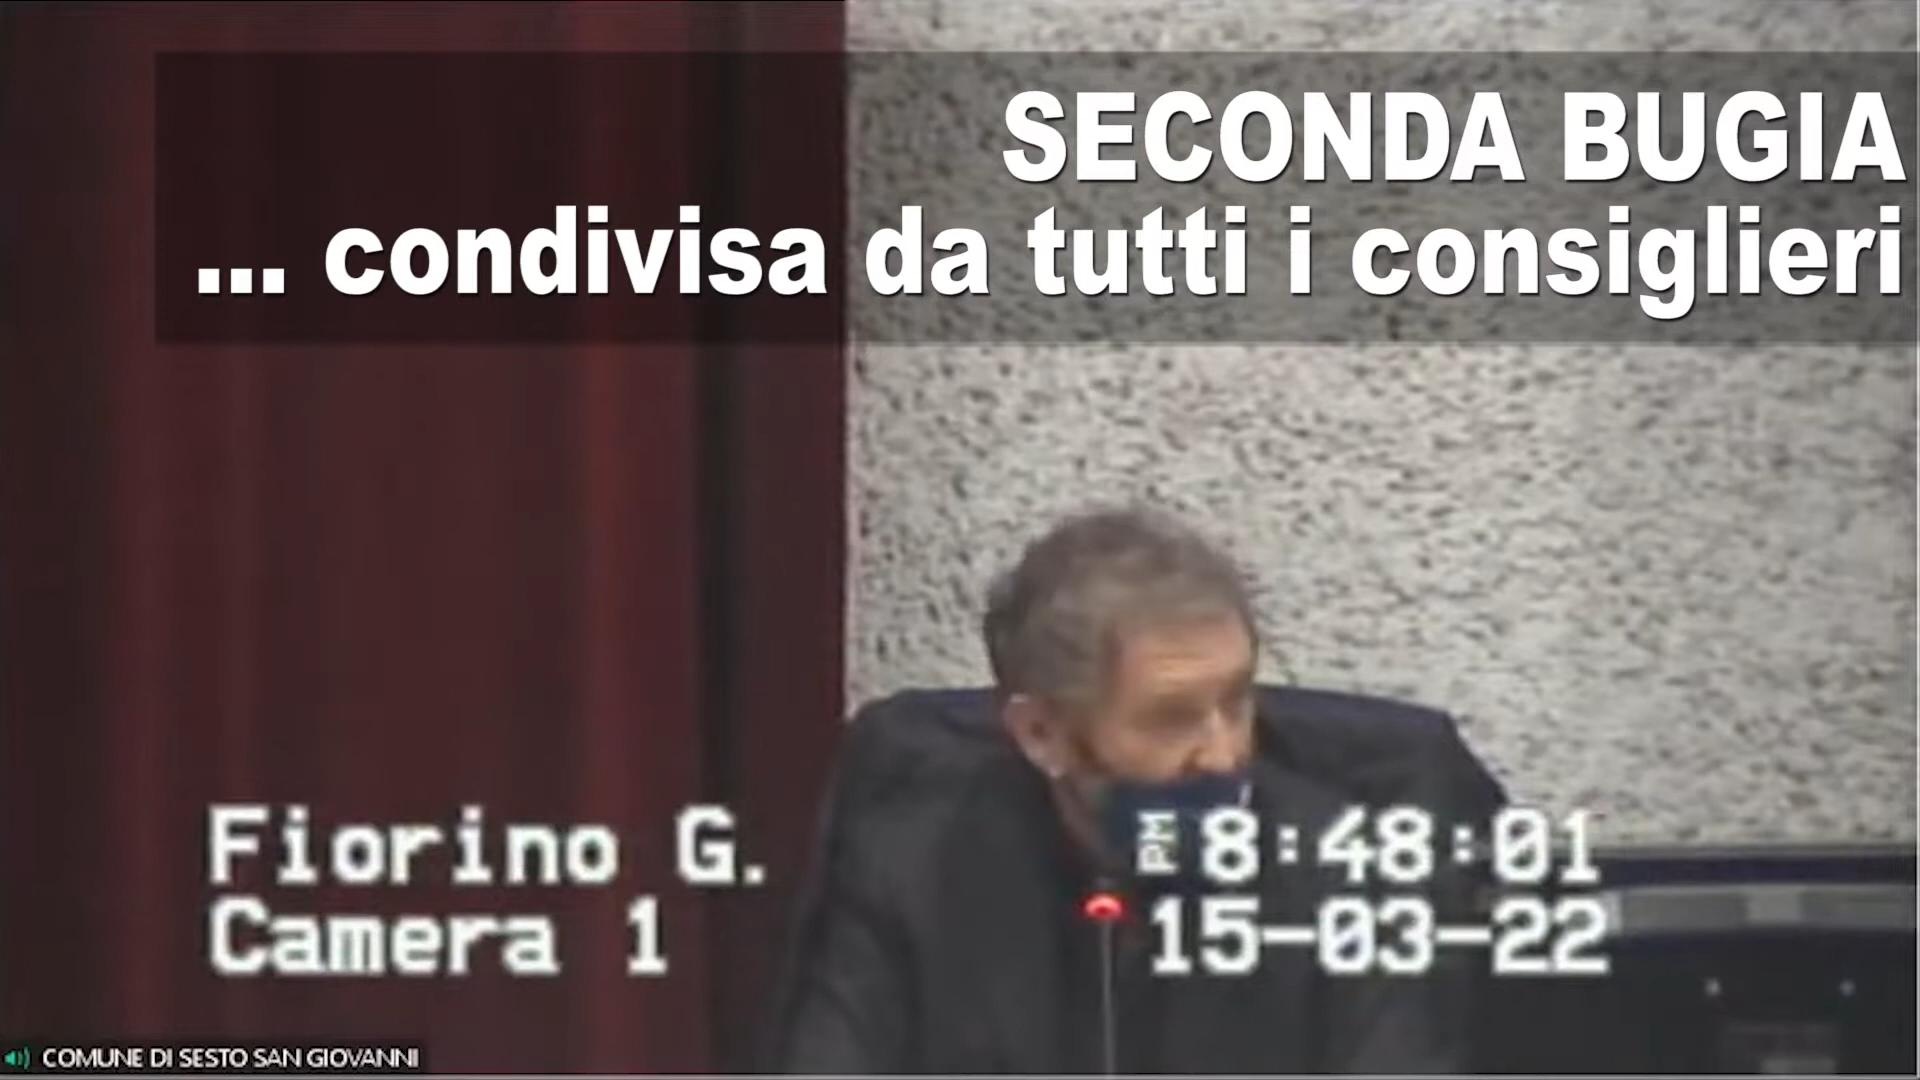 SECONDA BUGIA
... condivisa da tutti i consiglieri
Fiorino G.
Camera 1
PM 8:48:01
15-03-22
COMUNE DI SESTO SAN GIOVANNI